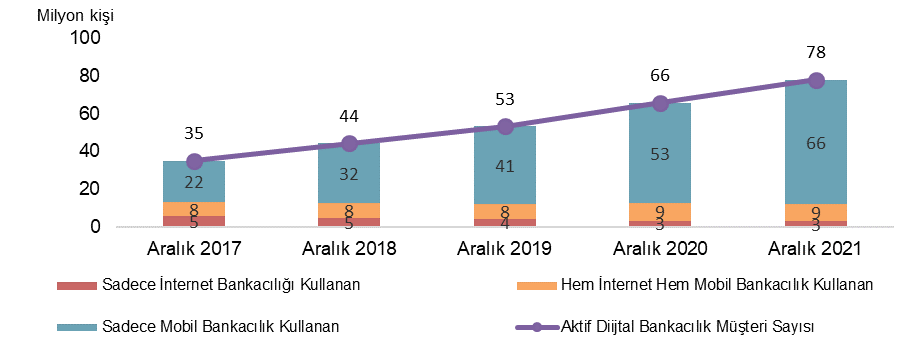 Milyon kişi
100
80
60
40
20
0
35
44
53
66
78
22
32
41
53
66
8
8
8
9
9
5
5
4
3
3
Aralık 2017
Aralık 2018
Aralık 2019
Aralık 2020
Aralık 2021
Sadece İnternet Bankacılığı Kullanan
Hem İnternet Hem Mobil Bankacılık Kullanan
Sadece Mobil Bankacılık Kullanan
Aktif Diijtal Bankacılık Müşteri Sayısı